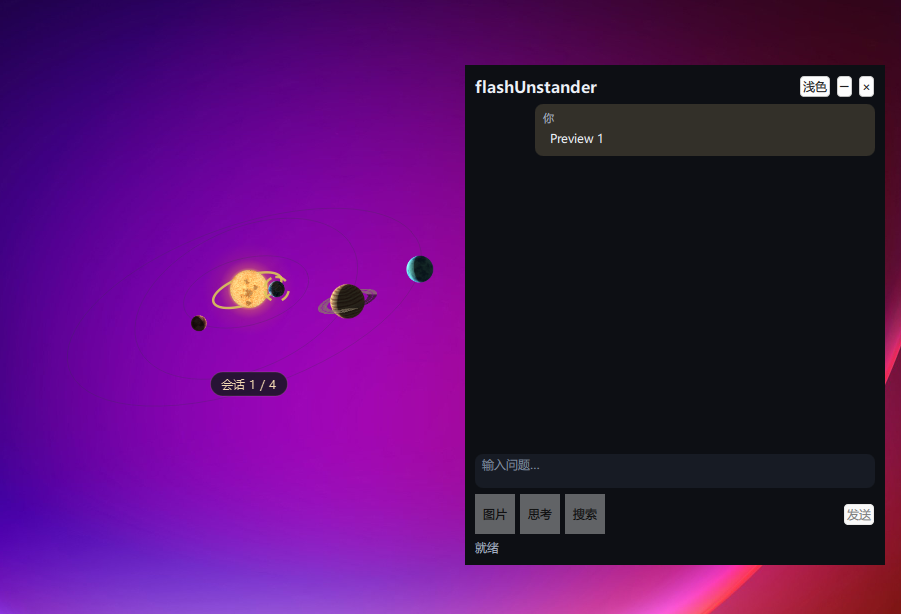 flashUnstander
浅色 − ×
你
Preview 1
会话 1 / 4
输入问题...
图片 思考 搜索 发送
就绪